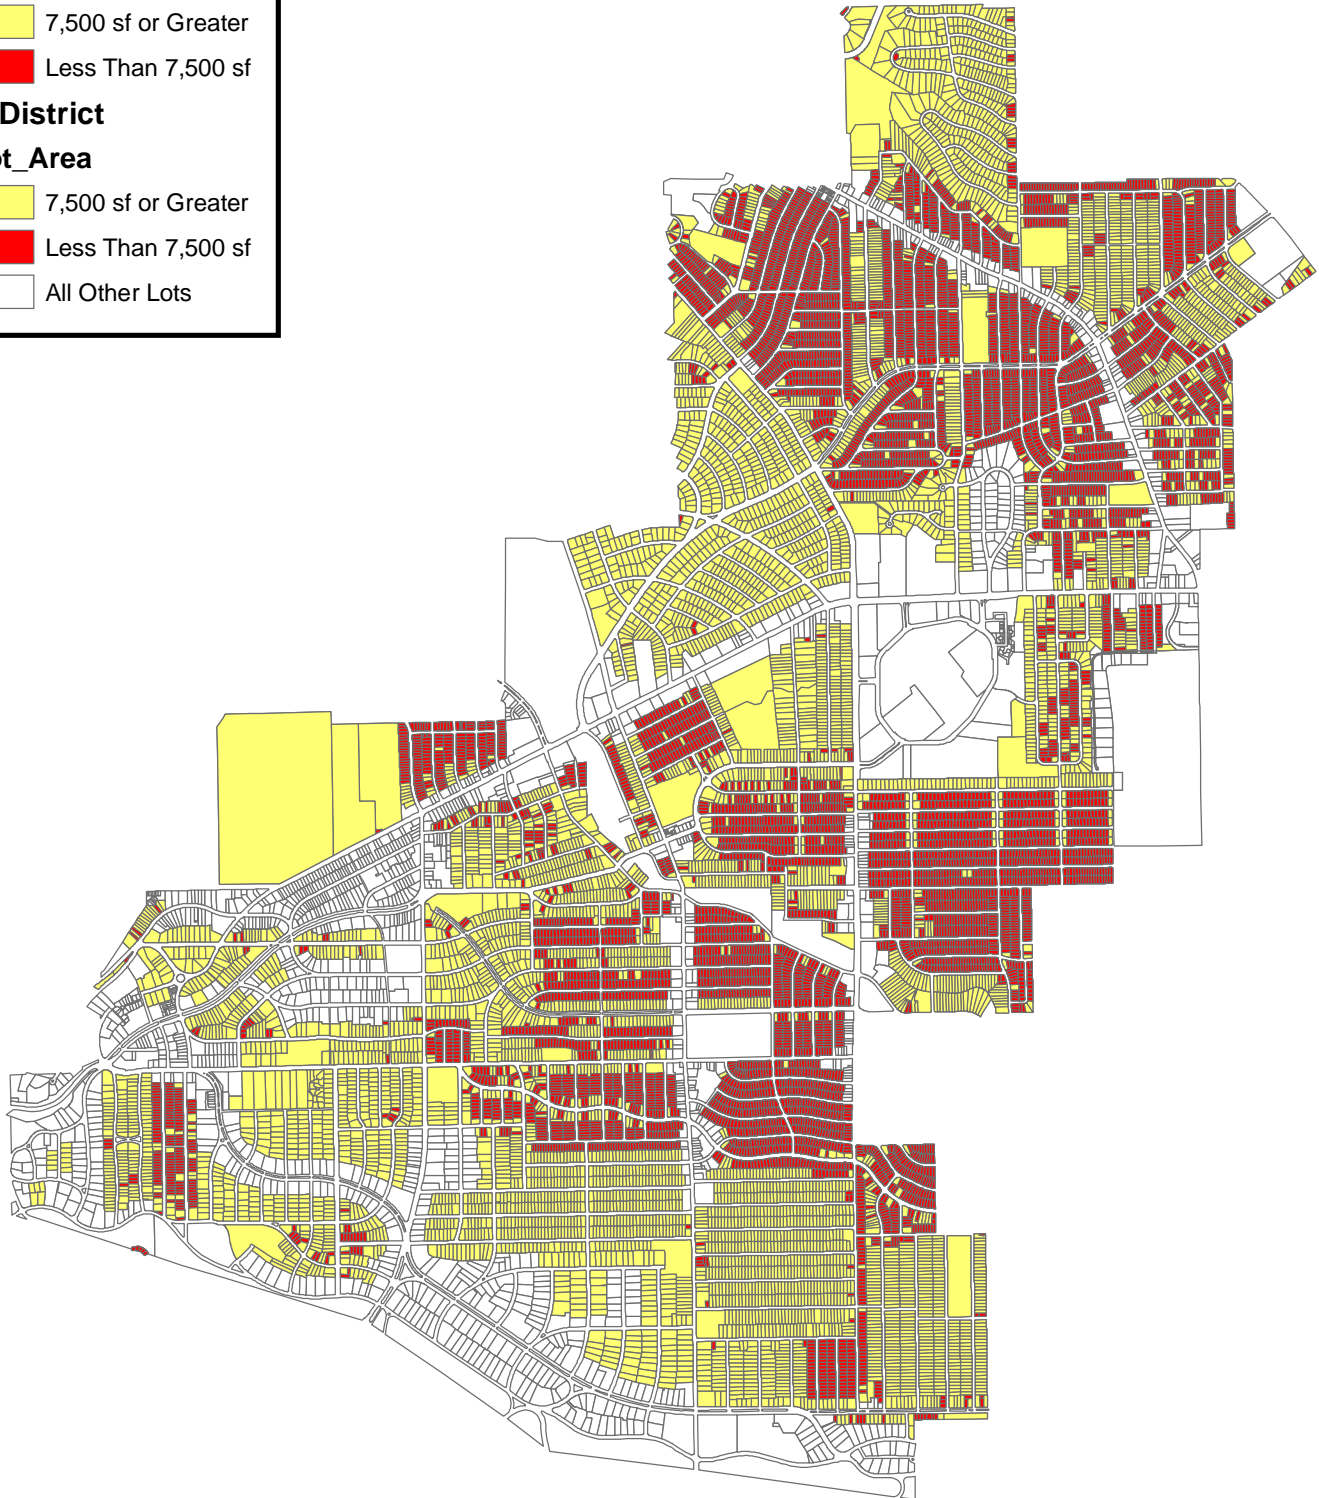 7,500 sf or Greater
Less Than 7,500 sf
District
t_Area
7,500 sf or Greater
Less Than 7,500 sf
All Other Lots